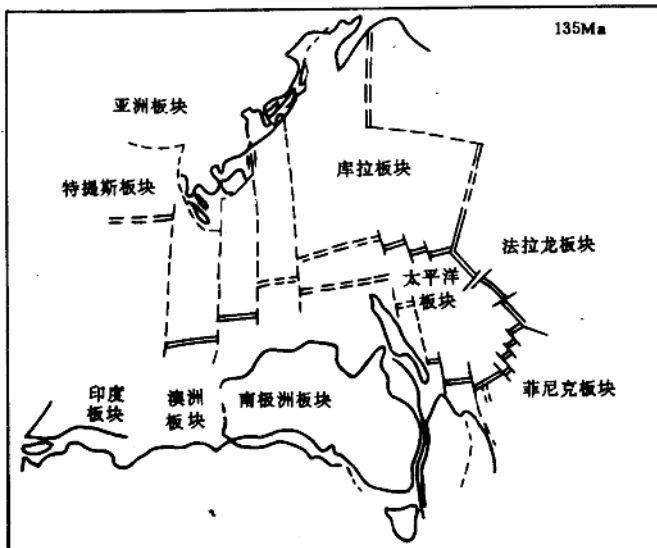 135Ma
亚洲板块
库拉板块
特提斯板块
法拉龙板块
太平洋
板块
菲尼克板块
印度
板块
澳洲
板块
南极洲板块